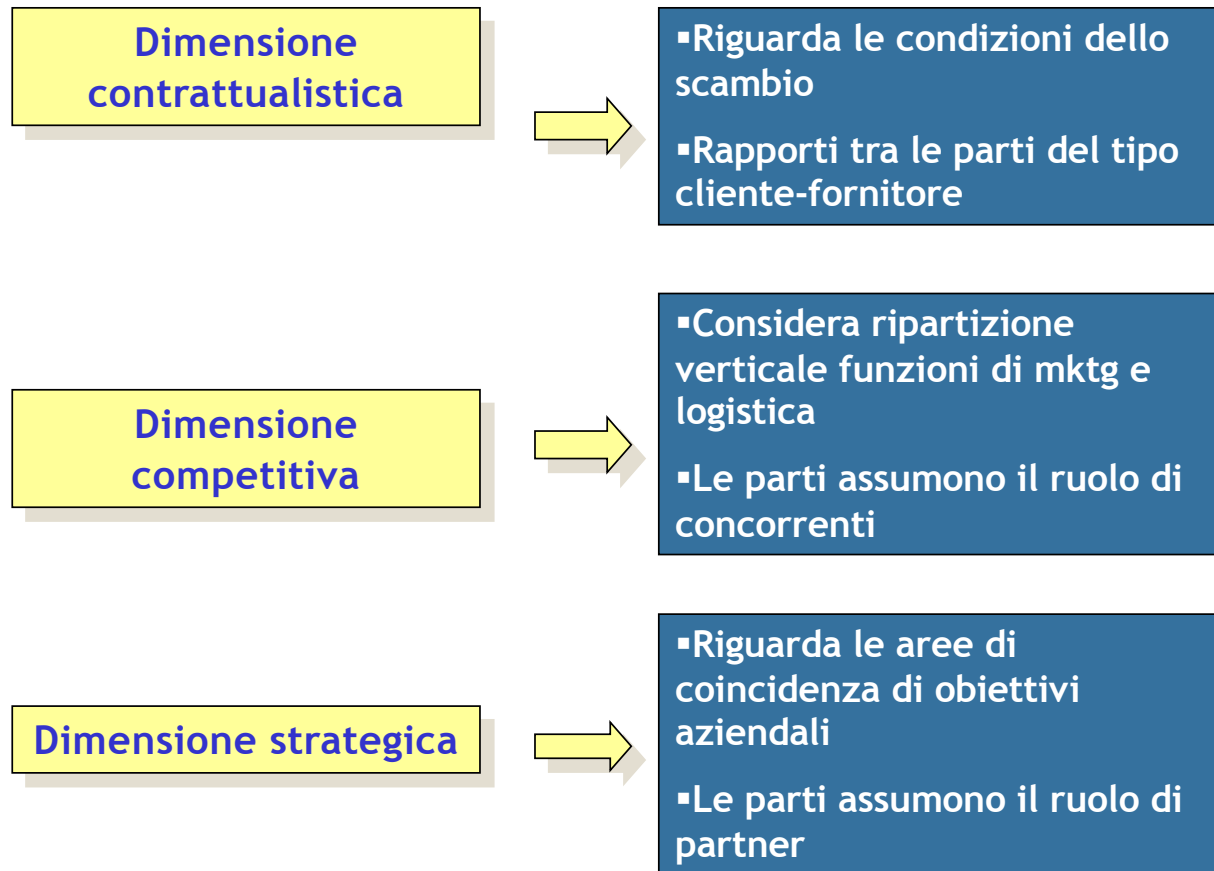 Dimensione
contrattualistica
▪Riguarda le condizioni dello
scambio
▪Rapporti tra le parti del tipo
cliente-fornitore
Dimensione
competitiva
▪Considera ripartizione
verticale funzioni di mktg e
logistica
▪Le parti assumono il ruolo di
concorrenti
Dimensione strategica
▪Riguarda le aree di
coincidenza di obiettivi
aziendali
▪Le parti assumono il ruolo di
partner